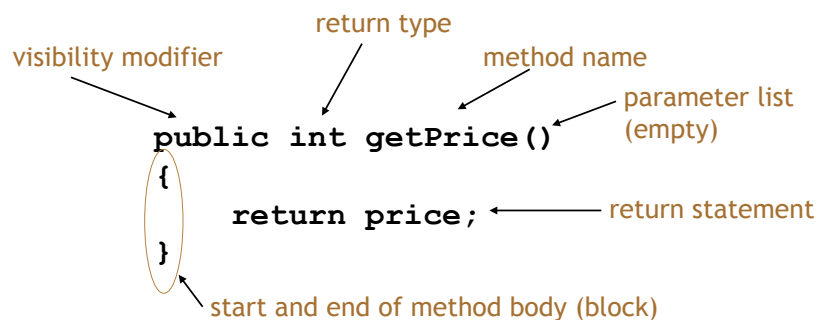 return type
visibility modifier
method name
parameter list
(empty)
public int getPrice()
{
return price;
return statement
}
start and end of method body (block)